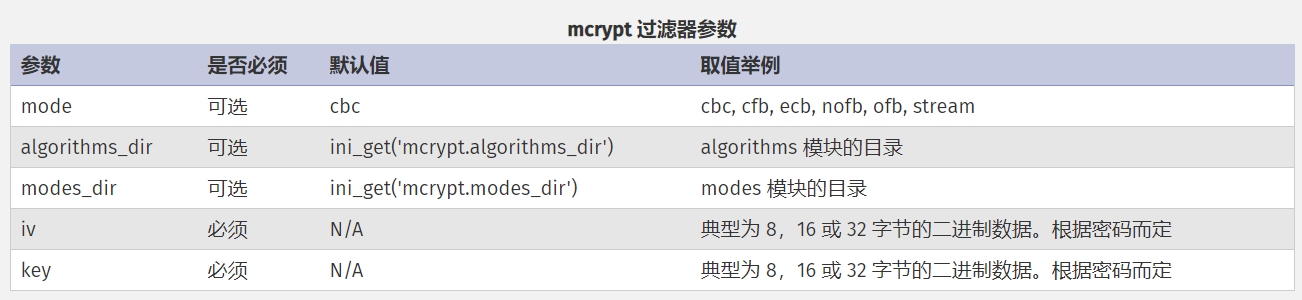 mcrypt 过滤器参数
参数 是否必须 默认值 取值举例
mode 可选 cbc cbc, cfb, ecb, nofb, ofb, stream
algorithms_dir 可选 ini_get('mcrypt.algorithms_dir') algorithms 模块的目录
modes_dir 可选 ini_get('mcrypt.modes_dir') modes 模块的目录
iv 必须 N/A 典型为 8，16 或 32 字节的二进制数据。根据密码而定
key 必须 N/A 典型为 8，16 或 32 字节的二进制数据。根据密码而定